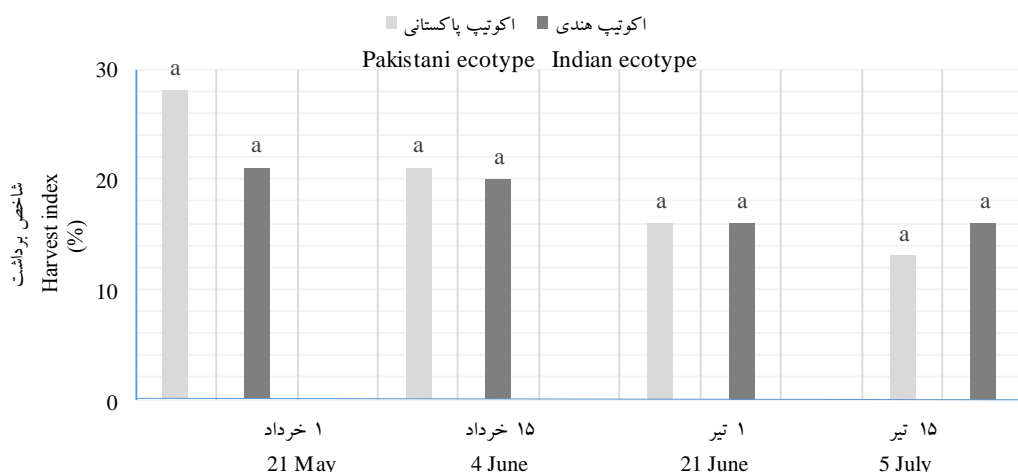 اکوتیپ پاکستانی اکوتیپ هندی
Pakistani ecotype Indian ecotype
شاخص برداشت
Harvest index
(%)
30
20
10
0
a
a
a
a
a
a
a
a
۱ خرداد
۱۵ خرداد
۱ تیر
۱۵ تیر
21 May
4 June
21 June
5 July